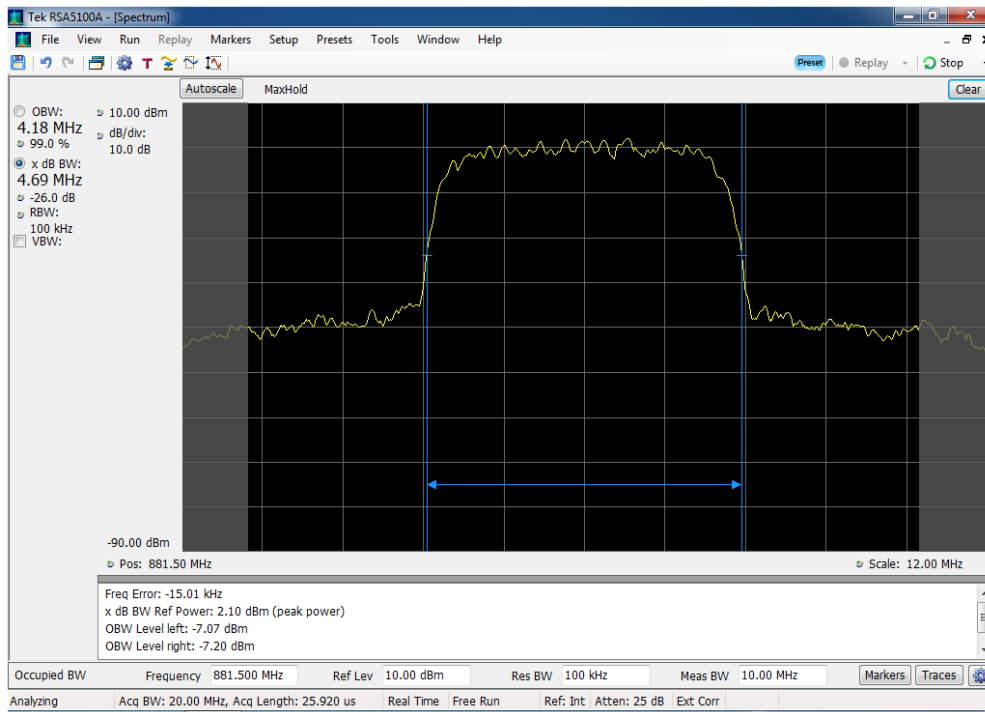 Tek RSA5100A - [Spectrum]
File View Run Replay Markers Setup Presets Tools Window Help
Preset Replay Stop
Autoscale MaxHold Clear
OBW:
4.18 MHz
99.0 %
x dB BW:
4.69 MHz
-26.0 dB
RBW:
100 kHz
VBW:
10.00 dBm
dB/div:
10.0 dB
-90.00 dBm
Pos: 881.50 MHz Scale: 12.00 MHz
Freq Error: -15.01 kHz
x dB BW Ref Power: 2.10 dBm (peak power)
OBW Level left: -7.07 dBm
OBW Level right: -7.20 dBm
Occupied BW Frequency 881.500 MHz Ref Lev 10.00 dBm Res BW 100 kHz Meas BW 10.00 MHz Markers Traces
Analyzing Acq BW: 20.00 MHz, Acq Length: 25.920 us Real Time Free Run Ref: Int Atten: 25 dB Ext Corr